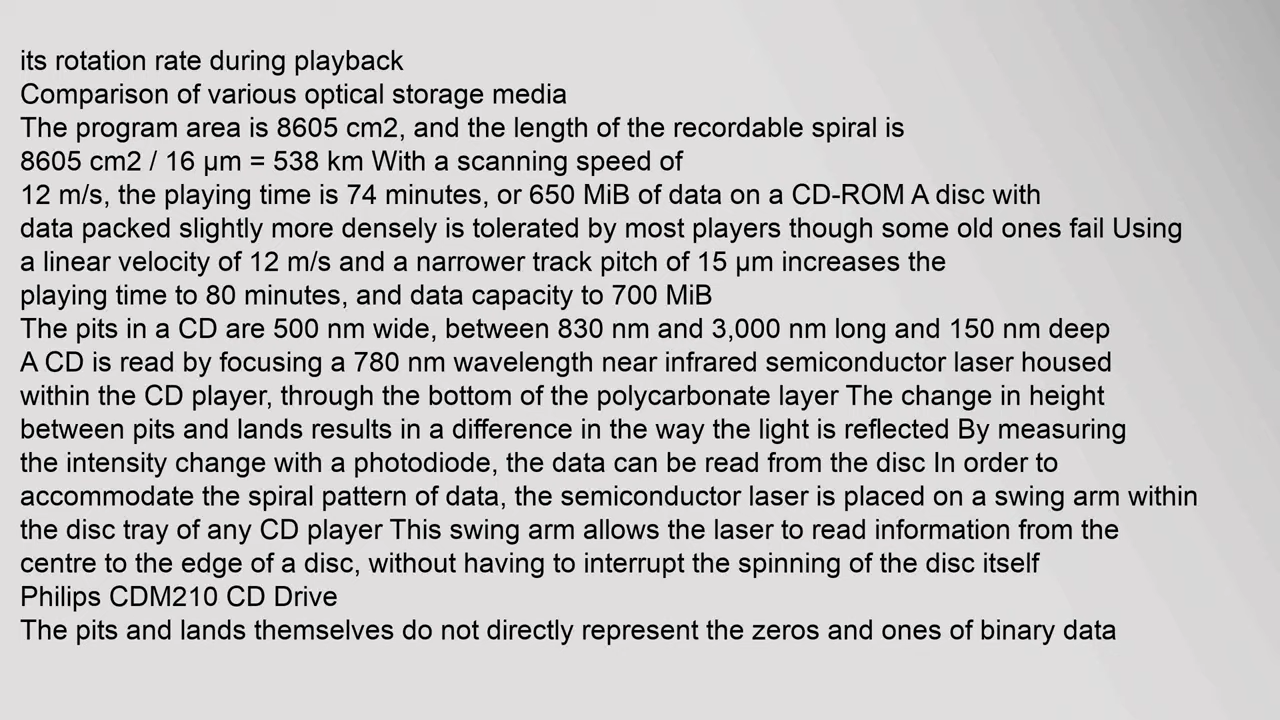 its rotation rate during playback
Comparison of various optical storage media
The program area is 8605 cm2, and the length of the recordable spiral is
8605 cm2 / 16 μm = 538 km With a scanning speed of
12 m/s, the playing time is 74 minutes, or 650 MiB of data on a CD-ROM A disc with
data packed slightly more densely is tolerated by most players though some old ones fail Using
a linear velocity of 12 m/s and a narrower track pitch of 15 μm increases the
playing time to 80 minutes, and data capacity to 700 MiB
The pits in a CD are 500 nm wide, between 830 nm and 3,000 nm long and 150 nm deep
A CD is read by focusing a 780 nm wavelength near infrared semiconductor laser housed
within the CD player, through the bottom of the polycarbonate layer The change in height
between pits and lands results in a difference in the way the light is reflected By measuring
the intensity change with a photodiode, the data can be read from the disc In order to
accommodate the spiral pattern of data, the semiconductor laser is placed on a swing arm within
the disc tray of any CD player This swing arm allows the laser to read information from the
centre to the edge of a disc, without having to interrupt the spinning of the disc itself
Philips CDM210 CD Drive
The pits and lands themselves do not directly represent the zeros and ones of binary data